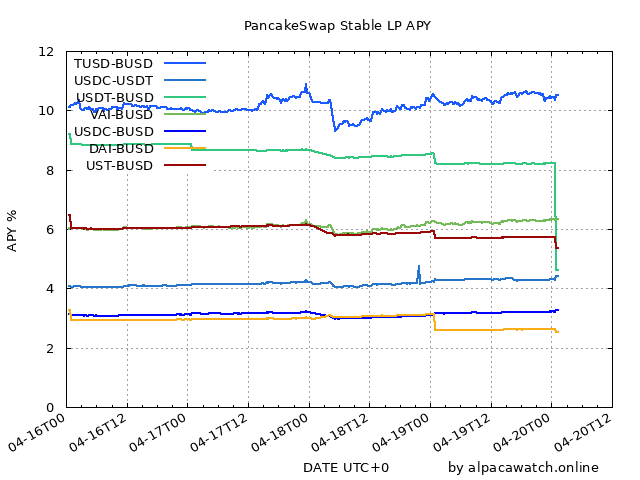 PancakeSwap Stable LP APY
12
10
8
6
4
2
0
APY %
TUSD-BUSD
USDC-USDT
USDT-BUSD
VAI-BUSD
USDC-BUSD
DAI-BUSD
UST-BUSD
04-16T00
04-16T12
04-17T00
04-17T12
04-18T00
04-18T12
04-19T00
04-19T12
04-20T00
04-20T12
DATE UTC+0
by alpacawatch.online